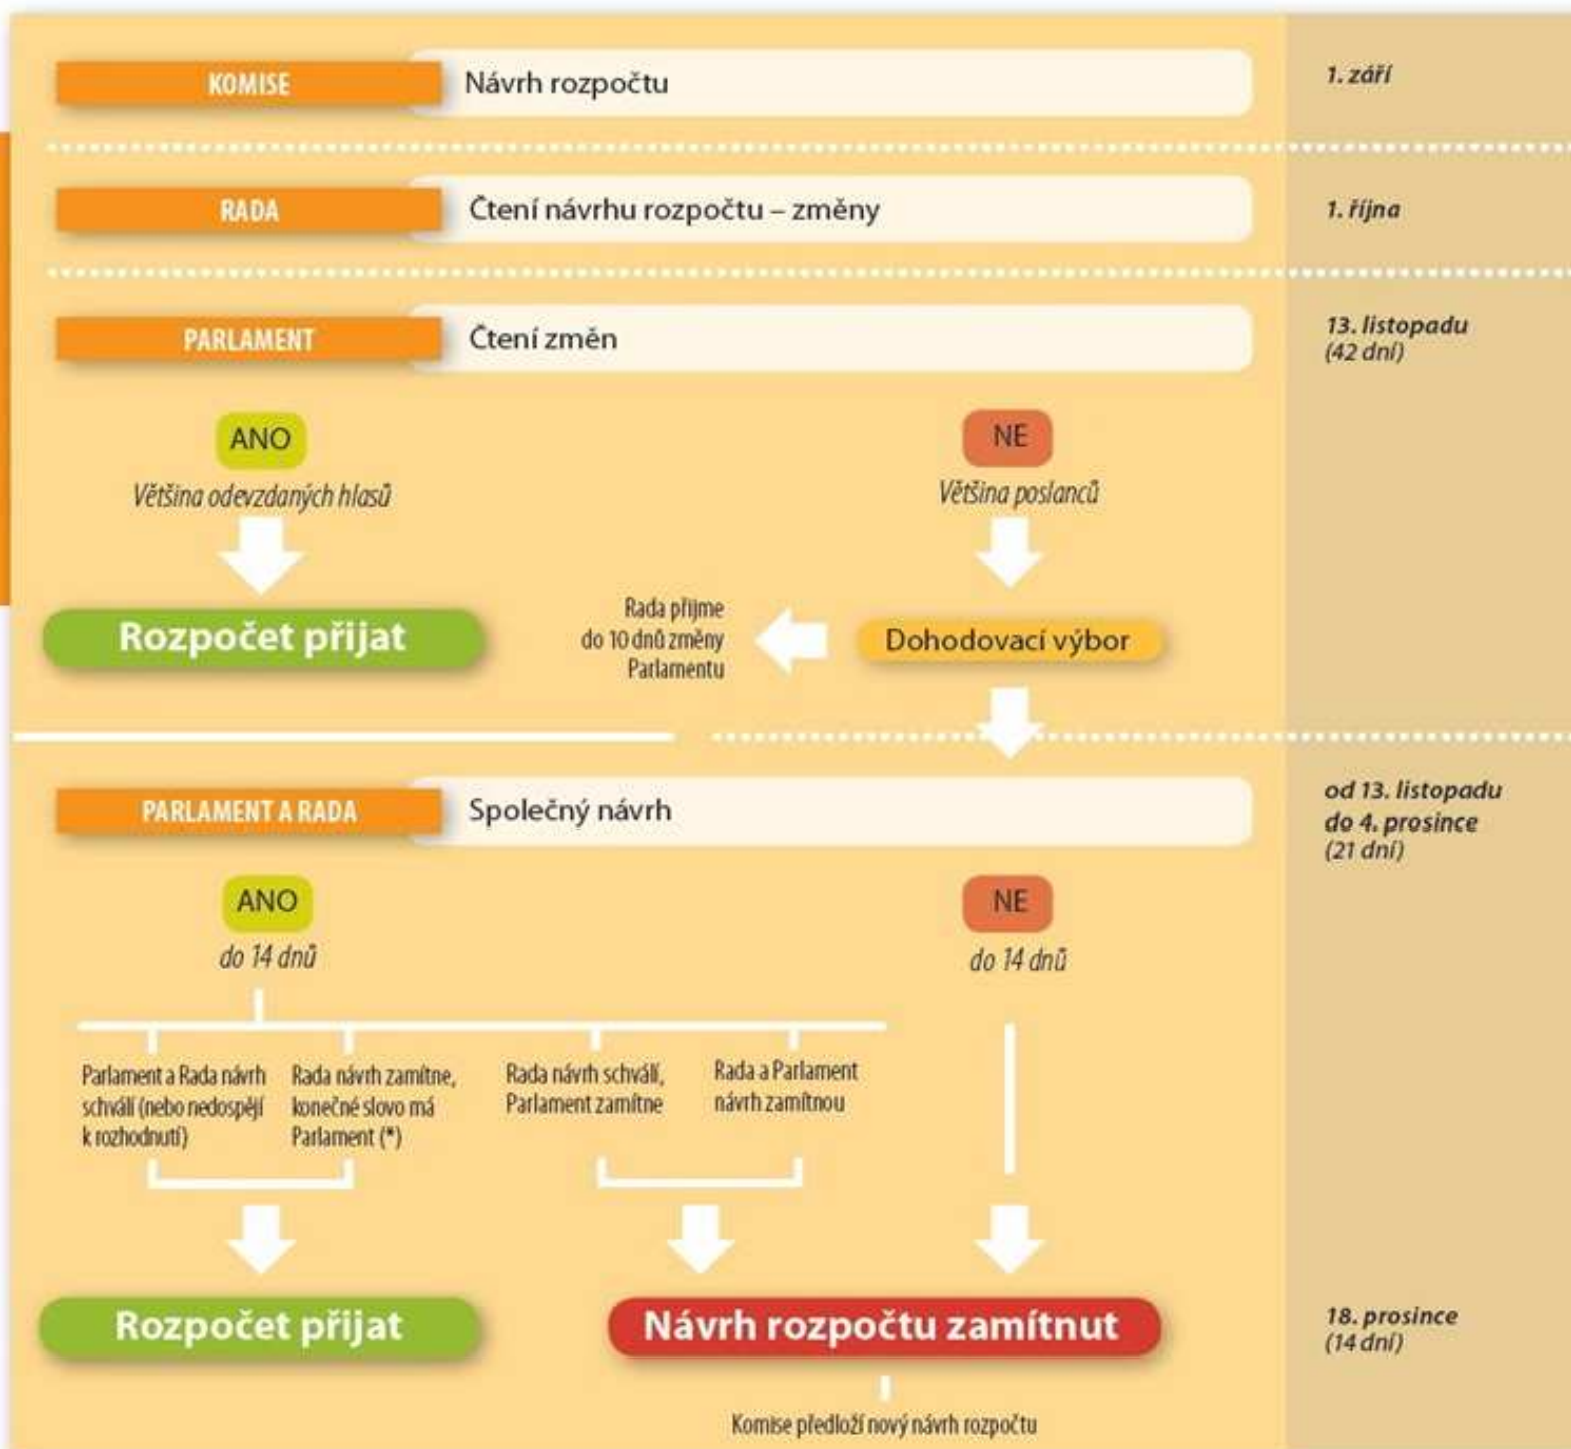 KOMISE
Návrh rozpočtu
1. září
RADA
Čtení návrhu rozpočtu – změny
1. října
PARLAMENT
Čtení změn
13. listopadu
(42 dní)
ANO
Většina odevzdaných hlasů
NE
Většina poslanců
Rozpočet přijat
Rada přijme
do 10 dnů změny
Parlamentu
Dohodovací výbor
PARLAMENT A RADA
Společný návrh
od 13. listopadu
do 4. prosince
(21 dní)
ANO
do 14 dnů
NE
do 14 dnů
Parlament a Rada návrh
schválí (nebo nedospějí
k rozhodnutí)
Rada návrh zamítne,
konečné slovo má
Parlament (*)
Rada návrh schválí,
Parlament zamítne
Rada a Parlament
návrh zamítnou
Rozpočet přijat
Návrh rozpočtu zamítnut
18. prosince
(14 dní)
Komise předloží nový návrh rozpočtu